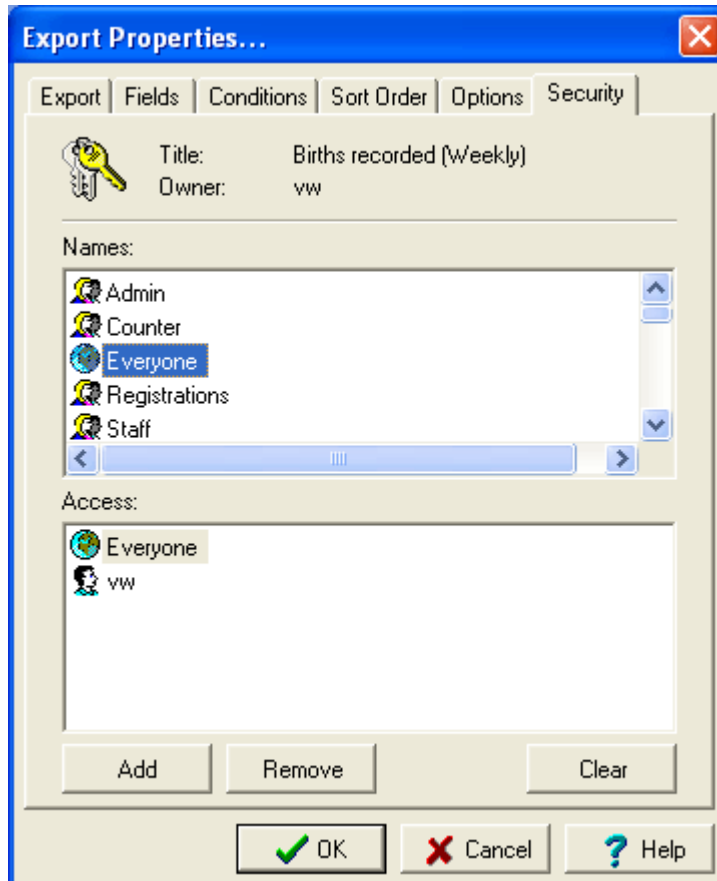 Export Properties...
Export Fields Conditions Sort Order Options Security
Title: Births recorded (Weekly)
Owner: vw
Names:
Admin
Counter
Everyone
Registrations
Staff
Access:
Everyone
vw
Add Remove Clear
OK Cancel ? Help